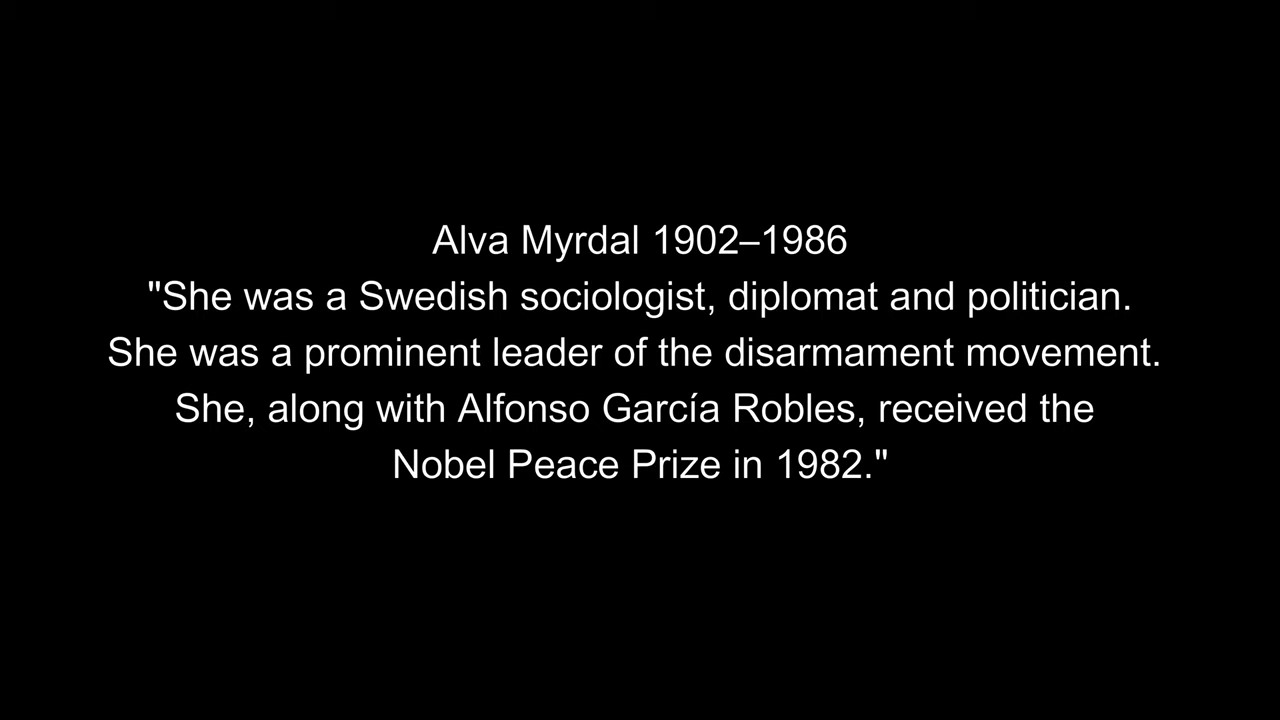 Alva Myrdal 1902–1986
"She was a Swedish sociologist, diplomat and politician.
She was a prominent leader of the disarmament movement.
She, along with Alfonso García Robles, received the
Nobel Peace Prize in 1982."